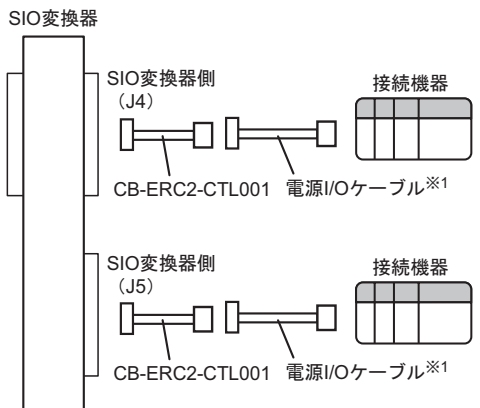 SIO変換器
SIO変換器側
（J4）
接続機器
CB-ERC2-CTL001
電源I/Oケーブル※1
SIO変換器側
（J5）
接続機器
CB-ERC2-CTL001
電源I/Oケーブル※1